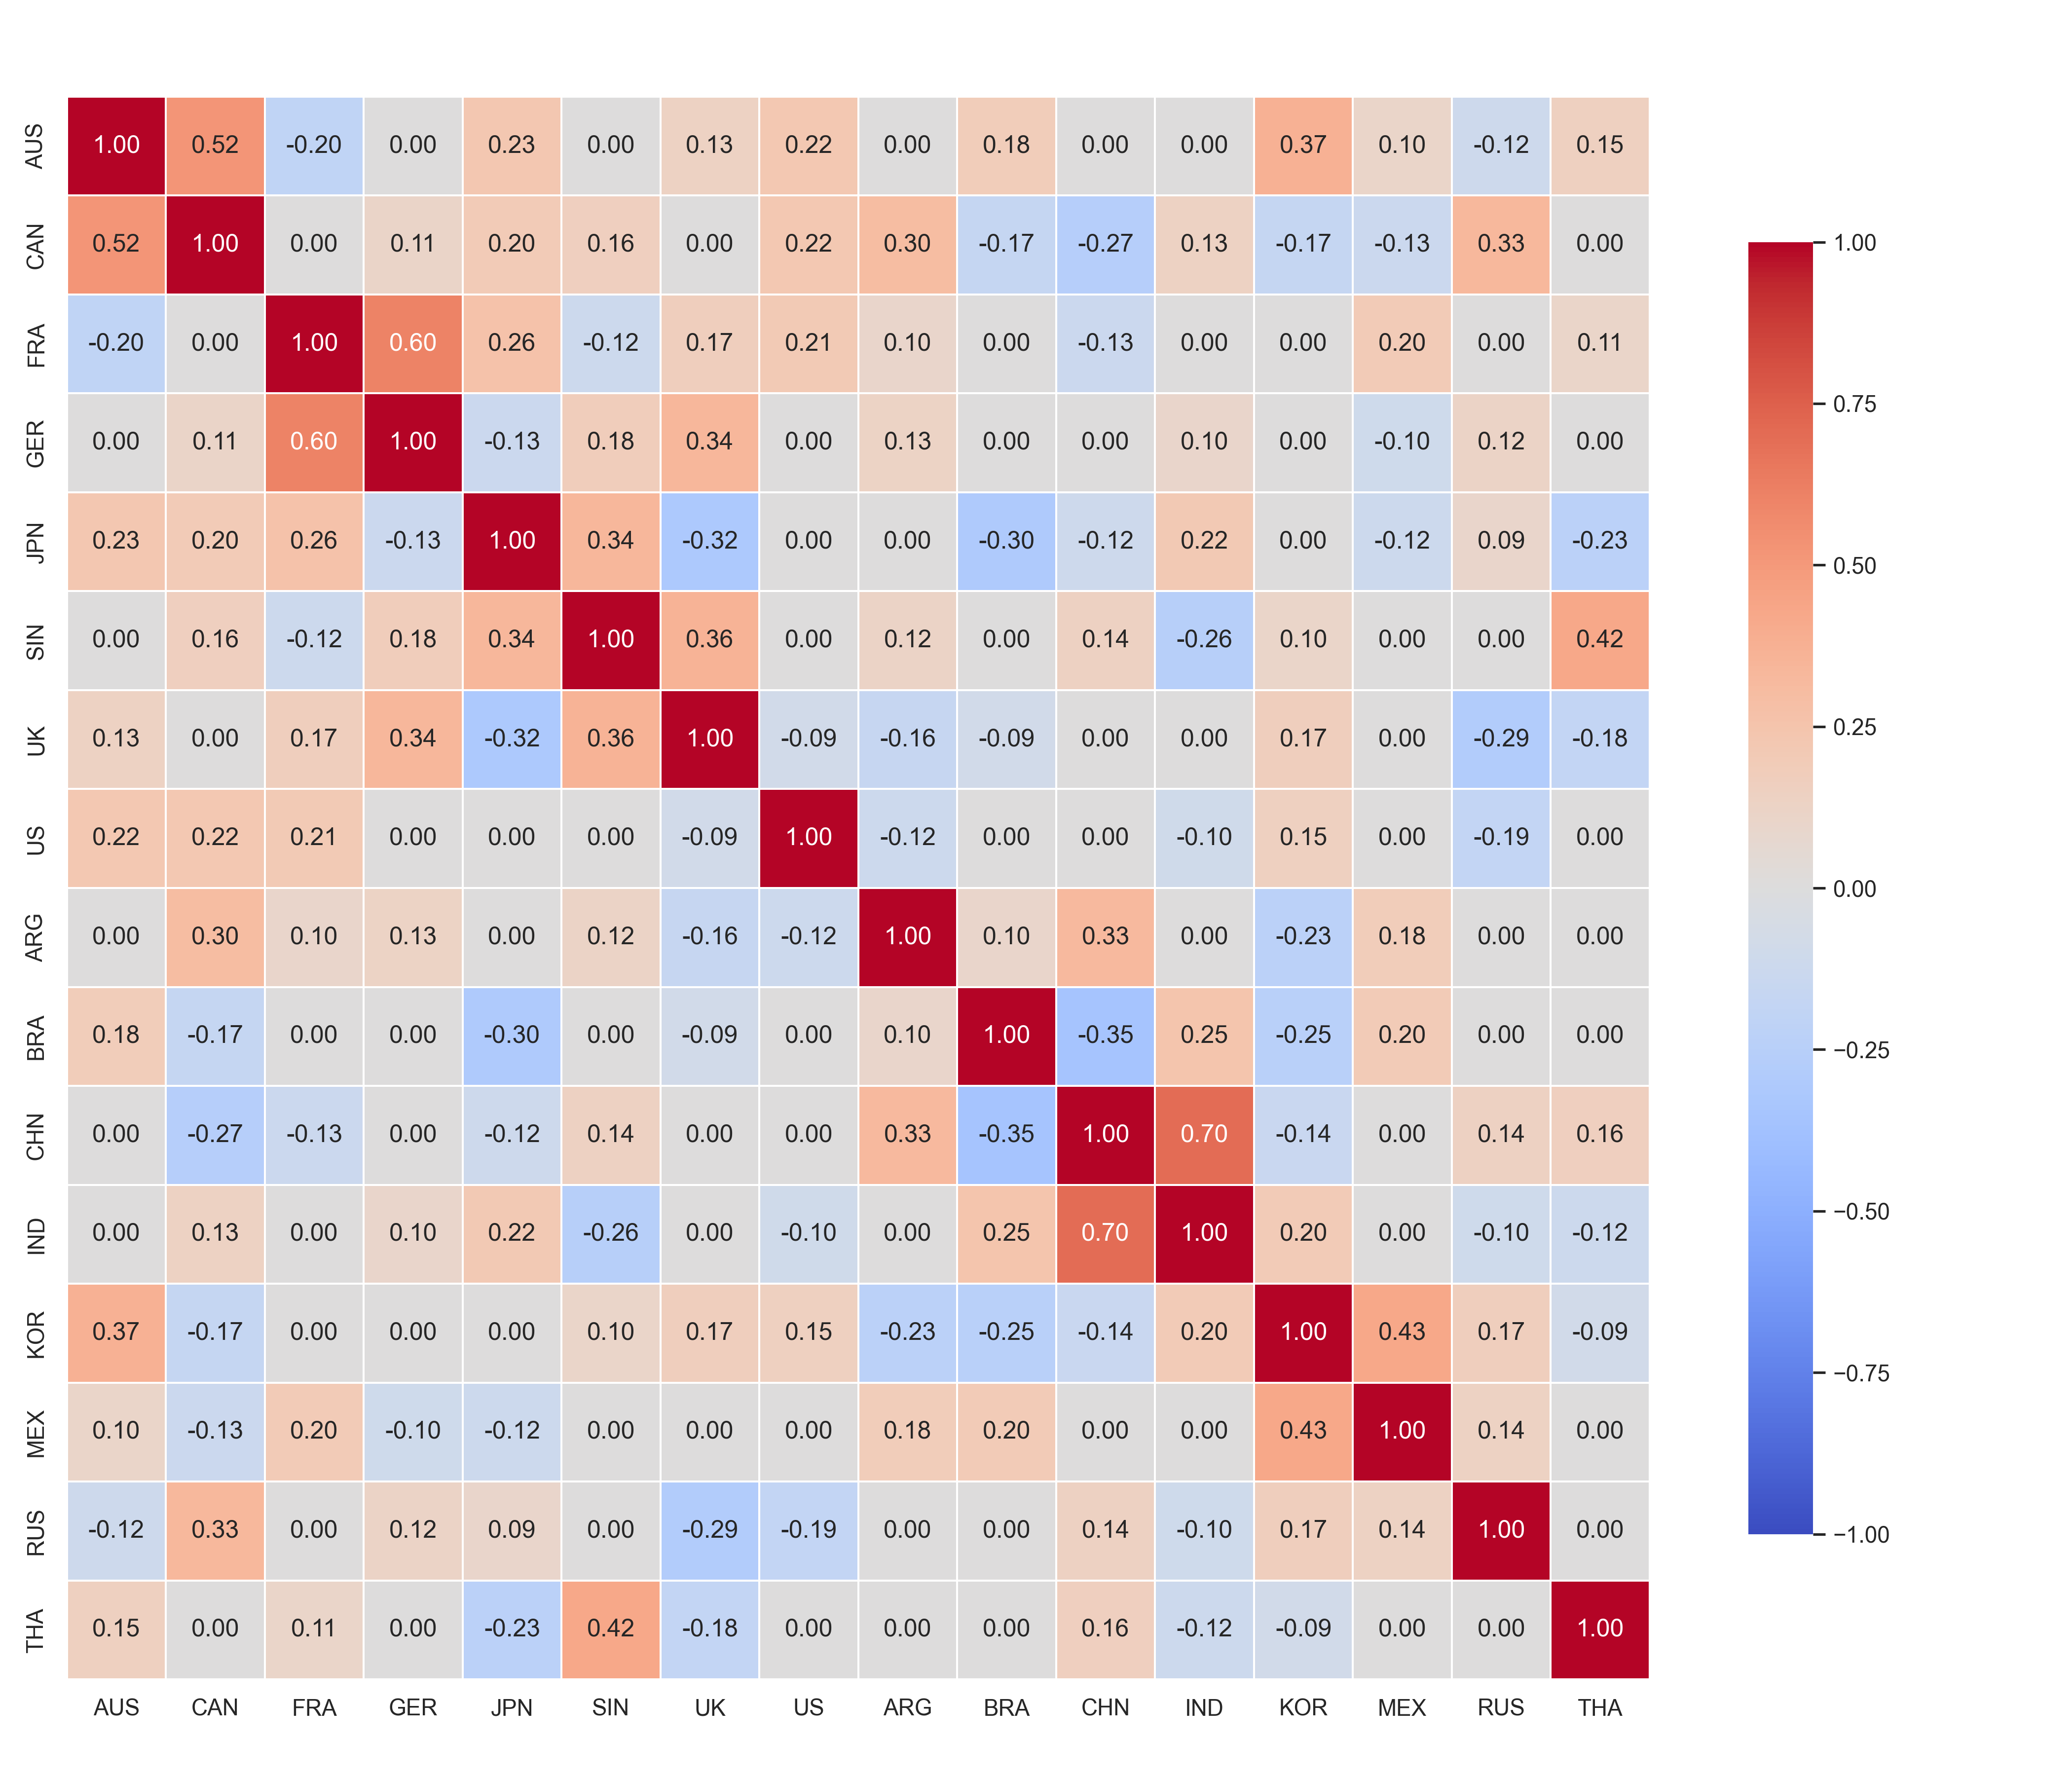 AUS 1.00 0.52 -0.20 0.00 0.23 0.00 0.13 0.22 0.00 0.18 0.00 0.00 0.37 0.10 -0.12 0.15
CAN 0.52 1.00 0.00 0.11 0.20 0.16 0.00 0.22 0.30 -0.17 -0.27 0.13 -0.17 -0.13 0.33 0.00
FRA -0.20 0.00 1.00 0.60 0.26 -0.12 0.17 0.21 0.10 0.00 -0.13 0.00 0.00 0.20 0.00 0.11
GER 0.00 0.11 0.60 1.00 -0.13 0.18 0.34 0.00 0.13 0.00 0.00 0.10 0.00 -0.10 0.12 0.00
JPN 0.23 0.20 0.26 -0.13 1.00 0.34 -0.32 0.00 0.00 -0.30 -0.12 0.22 0.00 -0.12 0.09 -0.23
SIN 0.00 0.16 -0.12 0.18 0.34 1.00 0.36 0.00 0.12 0.00 0.14 -0.26 0.10 0.00 0.00 0.42
UK 0.13 0.00 0.17 0.34 -0.32 0.36 1.00 -0.09 -0.16 -0.09 0.00 0.00 0.17 0.00 -0.29 -0.18
US 0.22 0.22 0.21 0.00 0.00 0.00 -0.09 1.00 -0.12 0.00 0.00 -0.10 0.15 0.00 -0.19 0.00
ARG 0.00 0.30 0.10 0.13 0.00 0.12 -0.16 -0.12 1.00 0.10 0.33 0.00 -0.23 0.18 0.00 0.00
BRA 0.18 -0.17 0.00 0.00 -0.30 0.00 -0.09 0.00 0.10 1.00 -0.35 0.25 -0.25 0.20 0.00 0.00
CHN 0.00 -0.27 -0.13 0.00 -0.12 0.14 0.00 0.00 0.33 -0.35 1.00 0.70 -0.14 0.00 0.14 0.16
IND 0.00 0.13 0.00 0.10 0.22 -0.26 0.00 -0.10 0.00 0.25 0.70 1.00 0.20 0.00 -0.10 -0.12
KOR 0.37 -0.17 0.00 0.00 0.00 0.10 0.17 0.15 -0.23 -0.25 -0.14 0.20 1.00 0.43 0.17 -0.09
MEX 0.10 -0.13 0.20 -0.10 -0.12 0.00 0.00 0.00 0.18 0.20 0.00 0.00 0.43 1.00 0.14 0.00
RUS -0.12 0.33 0.00 0.12 0.09 0.00 -0.29 -0.19 0.00 0.00 0.14 -0.10 0.17 0.14 1.00 0.00
THA 0.15 0.00 0.11 0.00 -0.23 0.42 -0.18 0.00 0.00 0.00 0.16 -0.12 -0.09 0.00 0.00 1.00
AUS CAN FRA GER JPN SIN UK US ARG BRA CHN IND KOR MEX RUS THA
1.00
0.75
0.50
0.25
0.00
−0.25
−0.50
−0.75
−1.00